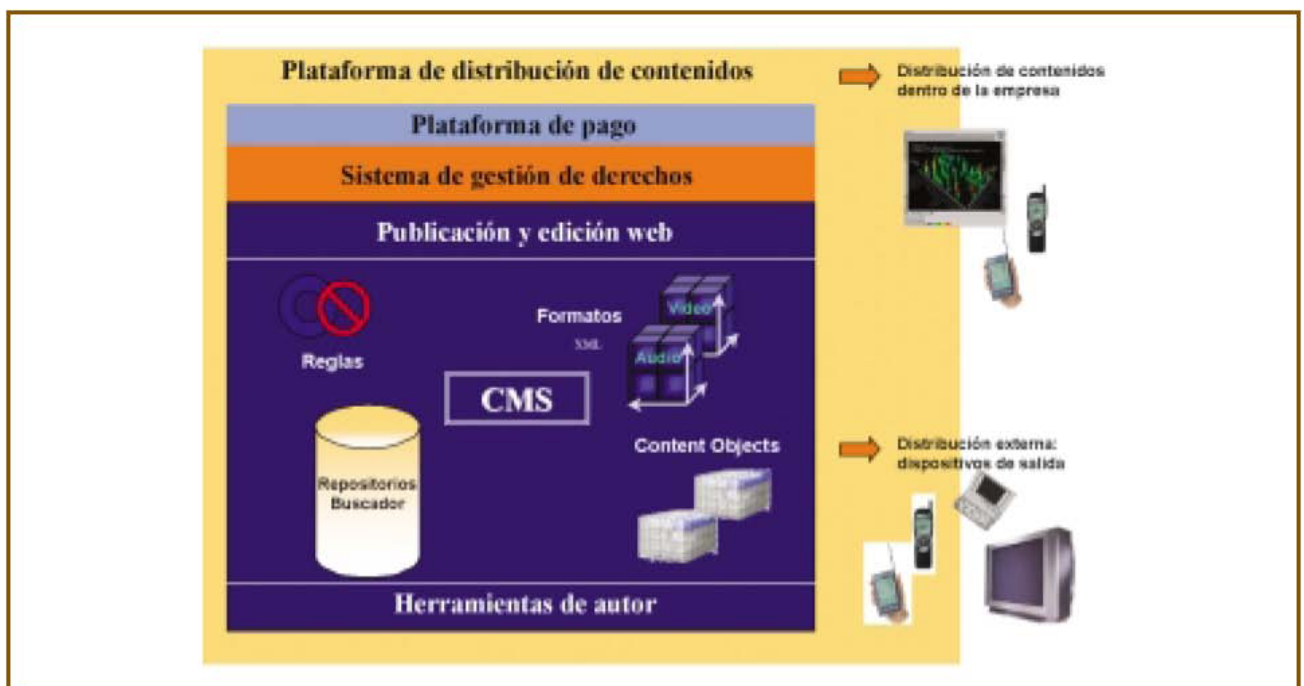 Plataforma de distribución de contenidos
Distribución de contenidos
dentro de la empresa
Plataforma de pago
Sistema de gestión de derechos
Publicación y edición web
Reglas
Formatos
XML
Video
Audio
CMS
Content Objects
Repositorios
Buscador
Distribución externa:
dispositivos de salida
Herramientas de autor